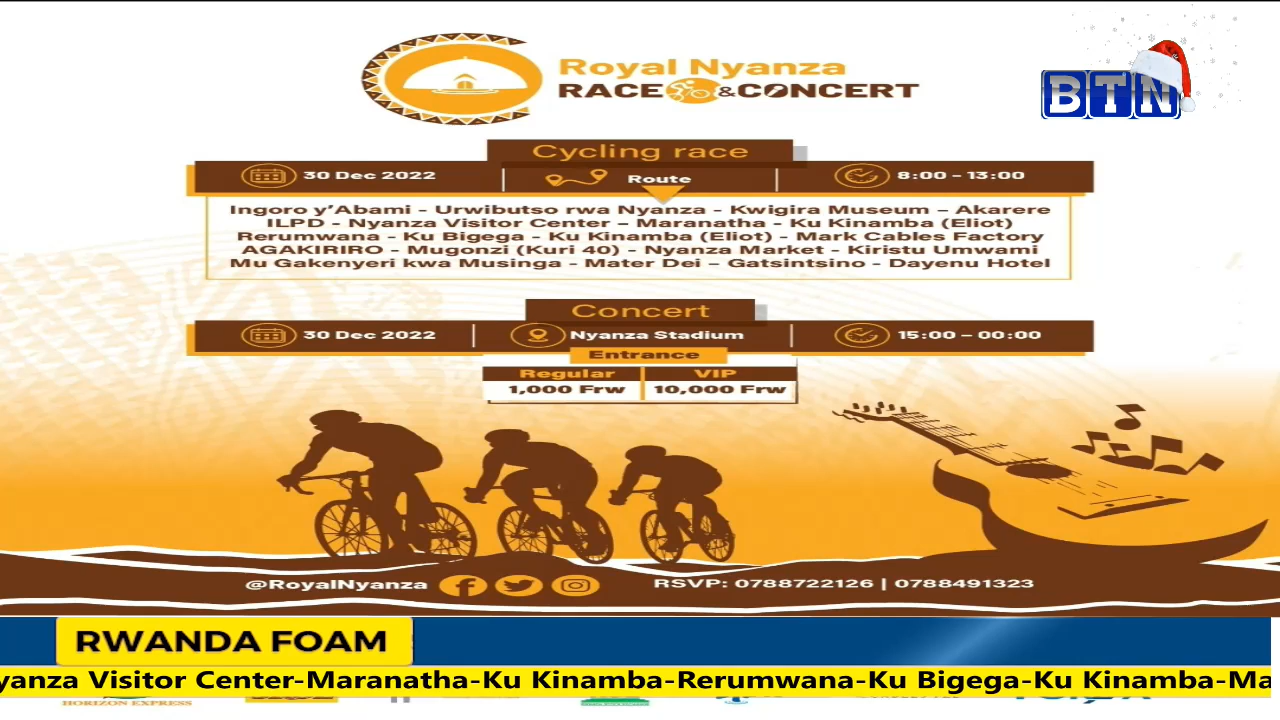 Royal Nyanza
RACE & CONCERT
BTN
Cycling race
30 Dec 2022
Route
8:00 - 13:00
Ingoro y'Abami - Urwibutso rwa Nyanza - Kwigira Museum – Akarere
ILPD - Nyanza Visitor Center – Maranatha - Ku Kinamba (Eliot)
Rerumwana - Ku Bigega - Ku Kinamba (Eliot) - Mark Cables Factory
AGAKIRIRO - Mugonzi (Kuri 40) - Nyanza Market - Kiristu Umwami
Mu Gakenyeri kwa Musinga - Mater Dei – Gatsintsino - Dayenu Hotel
Concert
30 Dec 2022
Nyanza Stadium
15:00 – 00:00
Entrance
Regular
VIP
1,000 Frw
10,000 Frw
@RoyalNyanza
RSVP: 0788722126 | 0788491323
RWANDA FOAM
yanza Visitor Center-Maranatha-Ku Kinamba-Rerumwana-Ku Bigega-Ku Kinamba-Ma
HORIZON EXPRESS